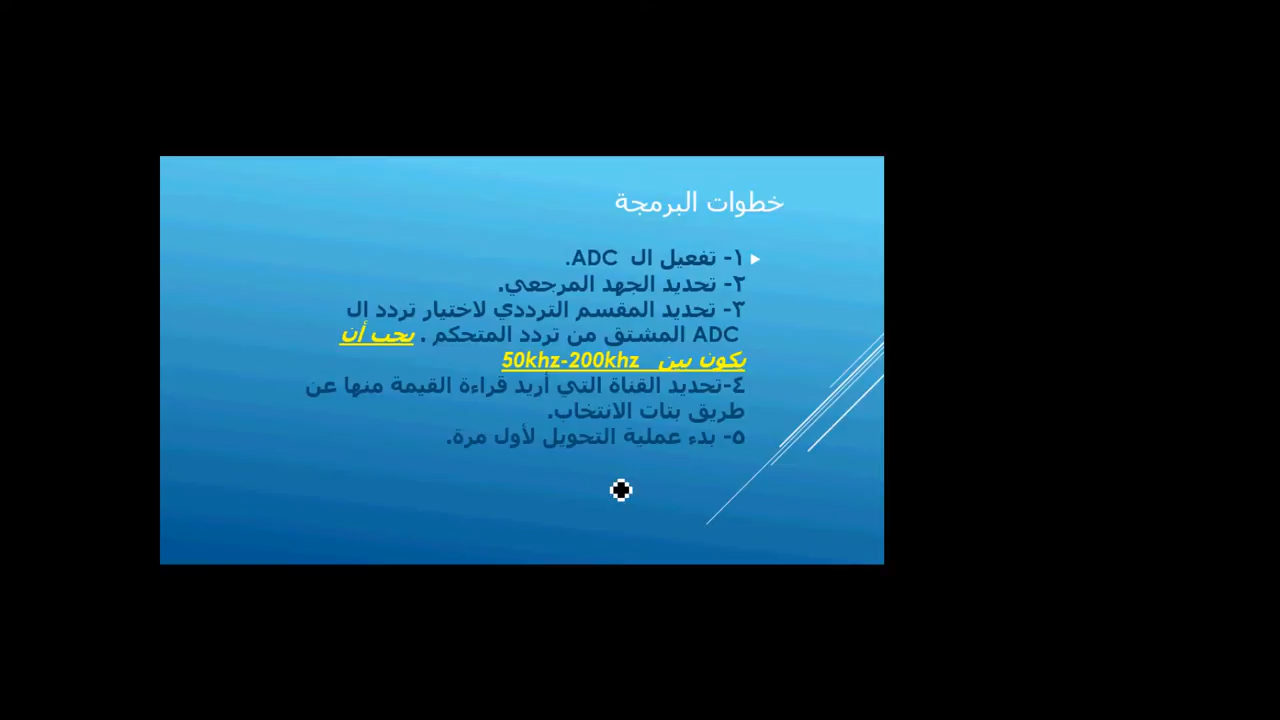 خطوات البرمجة
١- تفعيل ال ADC.
٢- تحديد الجهد المرجعي.
٣- تحديد المقسم الترددي لاختيار تردد ال
ADC المشتق من تردد المتحكم . يجب أن
يكون بين 50khz-200khz
٤-تحديد القناة التي أريد قراءة القيمة منها عن
طريق بتات الانتخاب.
٥- بدء عملية التحويل لأول مرة.